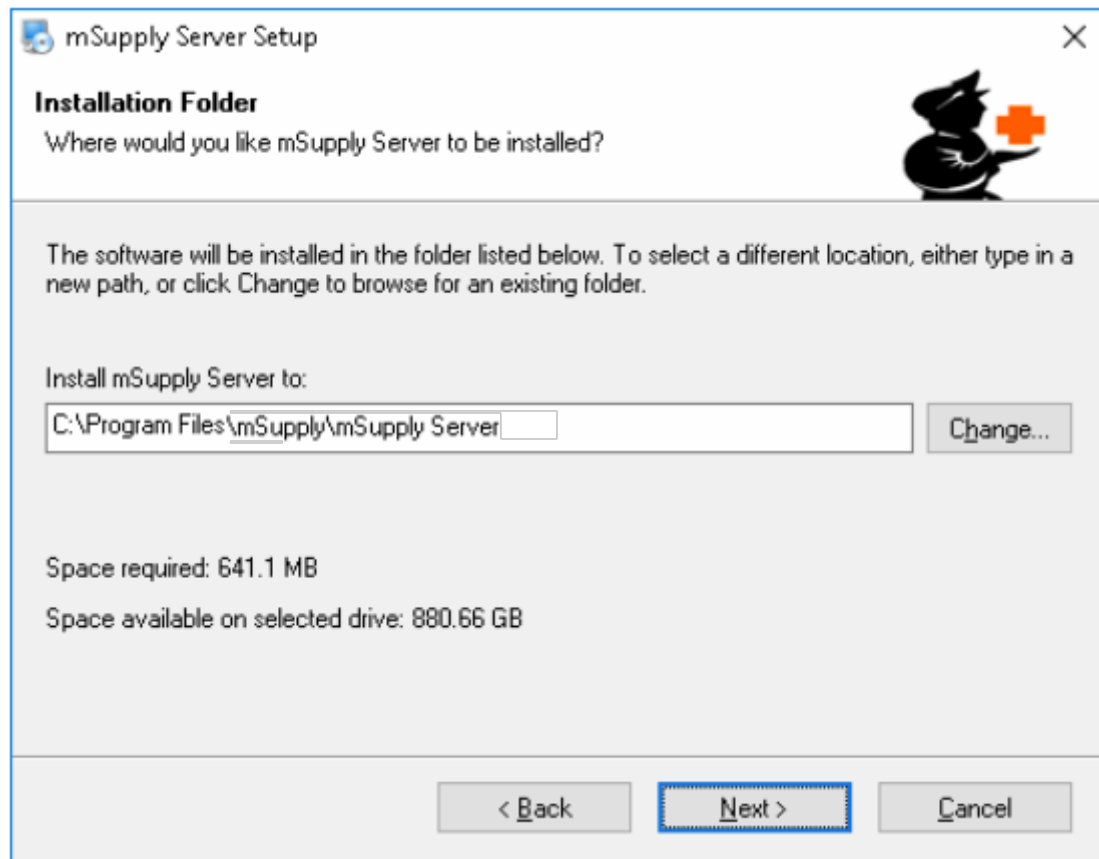 mSupply Server Setup
Installation Folder
Where would you like mSupply Server to be installed?
The software will be installed in the folder listed below. To select a different location, either type in a
new path, or click Change to browse for an existing folder.
Install mSupply Server to:
C:\Program Files\mSupply\mSupply Server
Change...
Space required: 641.1 MB
Space available on selected drive: 880.66 GB
< Back
Next >
Cancel